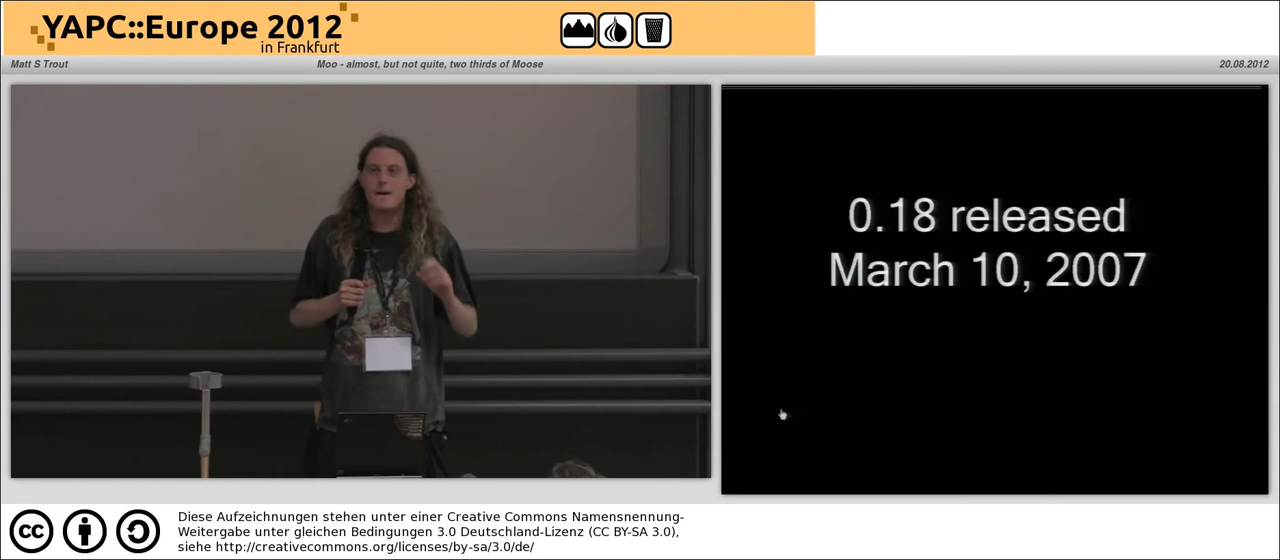 YAPC::Europe 2012
in Frankfurt
Matt S Trout
Moo - almost, but not quite, two thirds of Moose
20.08.2012
0.18 released
March 10, 2007
cc
Diese Aufzeichnungen stehen unter einer Creative Commons Namensnennung-
Weitergabe unter gleichen Bedingungen 3.0 Deutschland-Lizenz (CC BY-SA 3.0),
siehe http://creativecommons.org/licenses/by-sa/3.0/de/